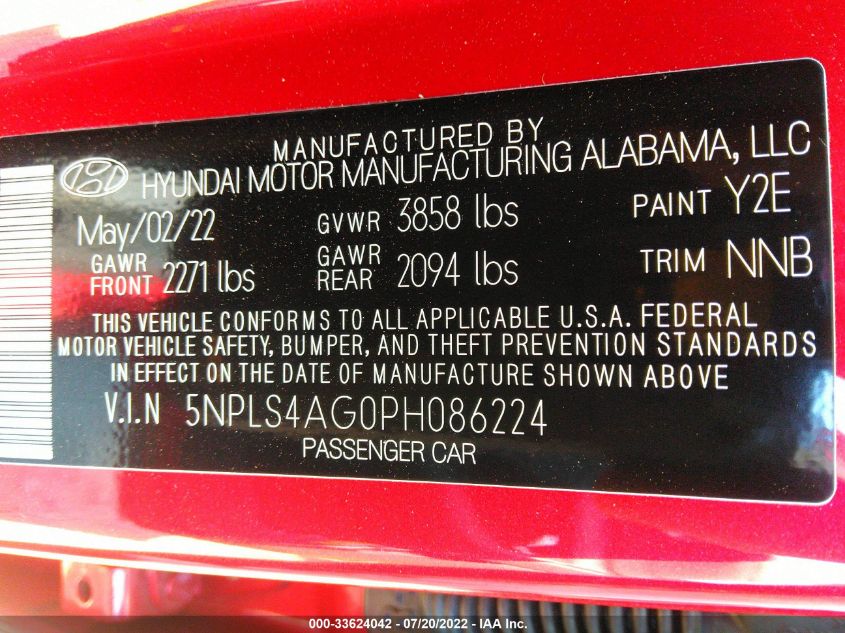 MANUFACTURED BY
HYUNDAI MOTOR MANUFACTURING ALABAMA, LLC
May/02/22 GVWR 3858 lbs PAINT Y2E
GAWR FRONT 2271 lbs GAWR REAR 2094 lbs TRIM NNB
THIS VEHICLE CONFORMS TO ALL APPLICABLE U.S.A. FEDERAL
MOTOR VEHICLE SAFETY, BUMPER, AND THEFT PREVENTION STANDARDS
IN EFFECT ON THE DATE OF MANUFACTURE SHOWN ABOVE
V.I.N 5NPLS4AG0PH086224
PASSENGER CAR
000-33624042 - 07/20/2022 - IAA Inc.